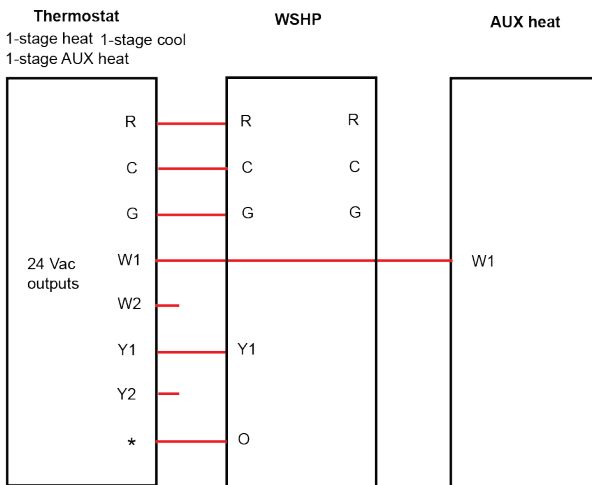 Thermostat
WSHP
AUX heat
1-stage heat 1-stage cool
1-stage AUX heat
R R R
C C C
G G G
W1 W1
24 Vac
outputs
W2
Y1 Y1
Y2
* O